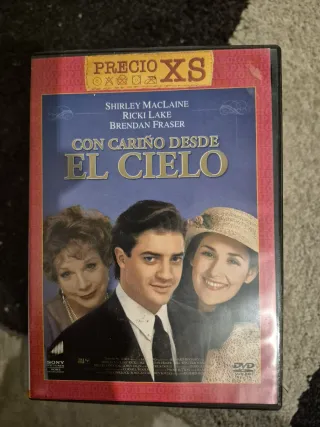 PRECIO XS
SHIRLEY MACLAINE
RICKI LAKE
BRENDAN FRASER
CON CARIÑO DESDE
EL CIELO
SONY
DVD